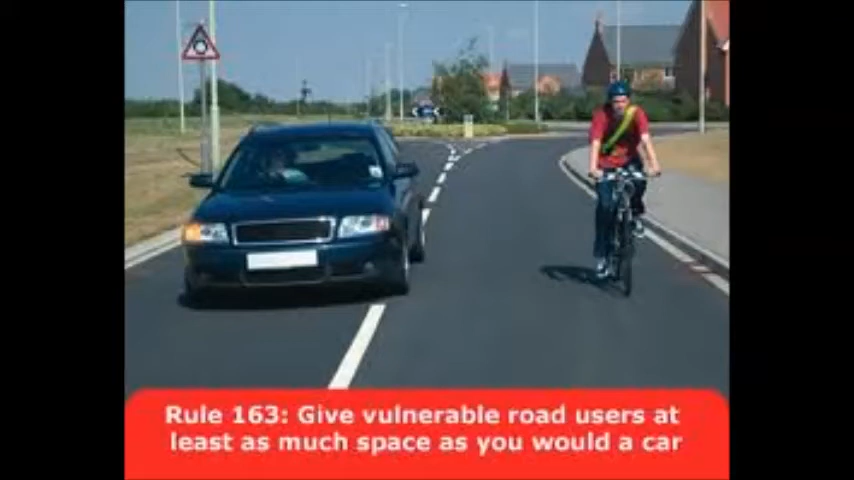 Rule 163: Give vulnerable road users at
least as much space as you would a car